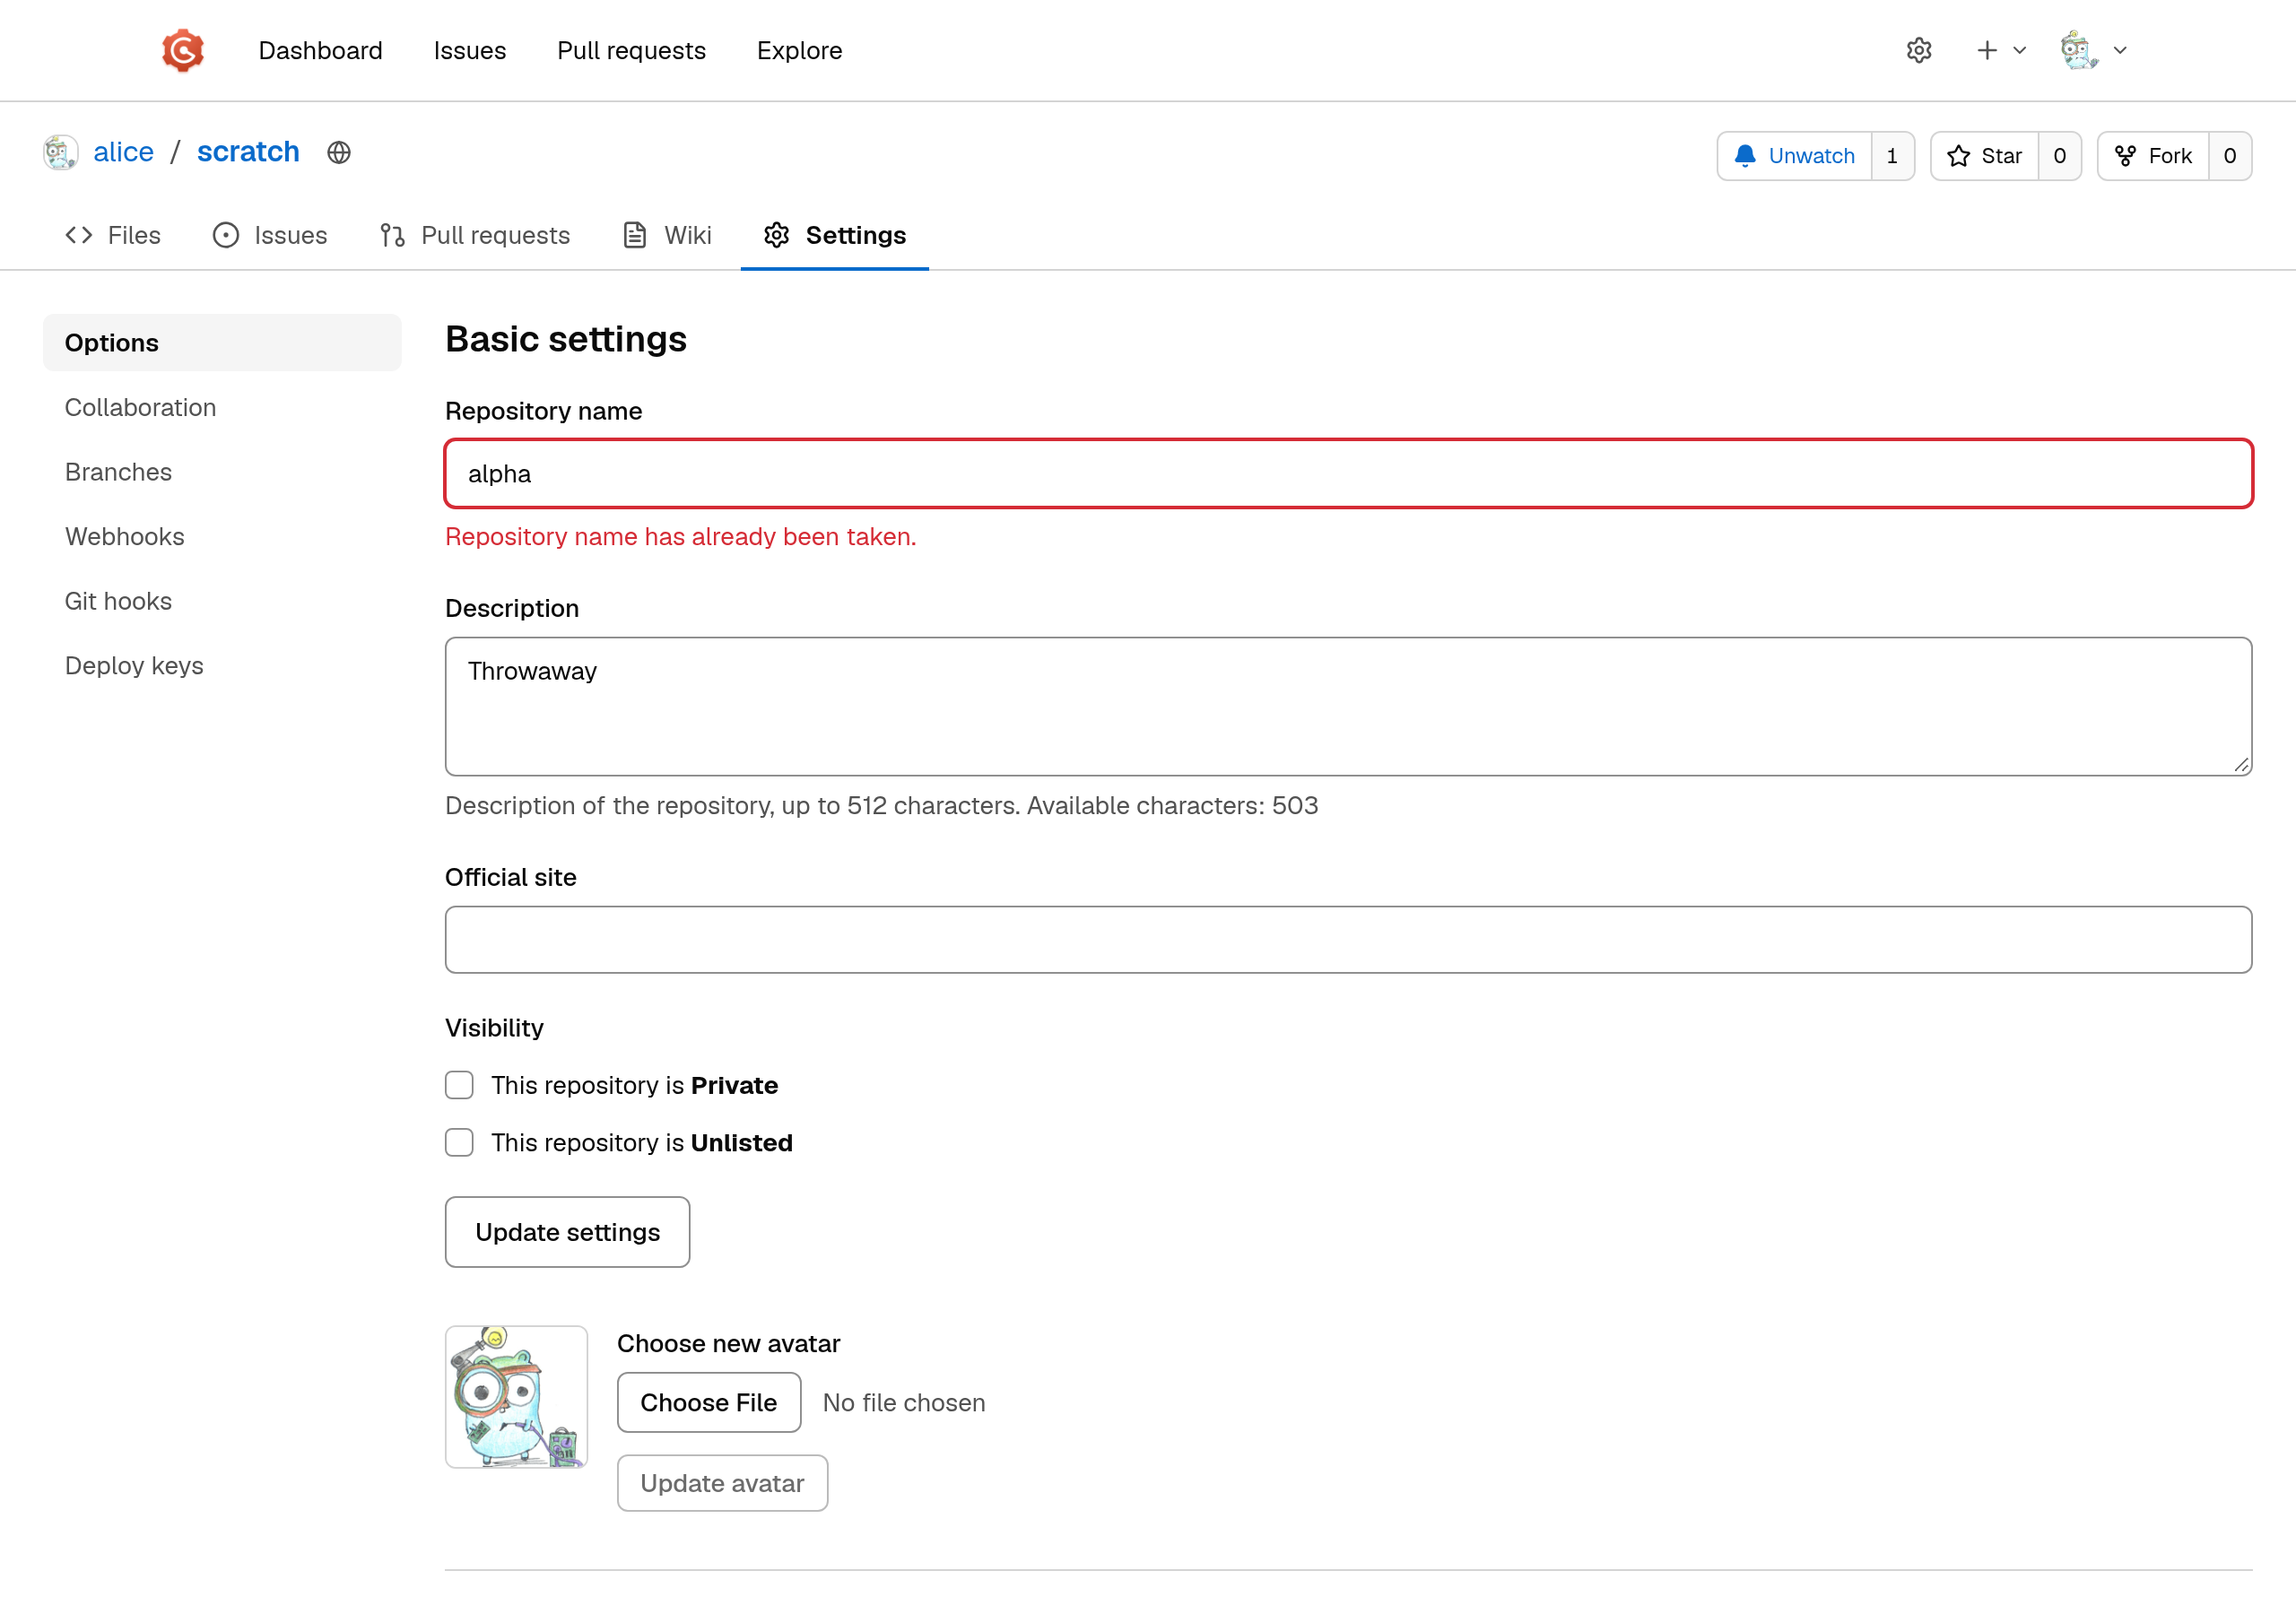 Dashboard Issues Pull requests Explore
alice / scratch
Unwatch 1 Star 0 Fork 0
Files Issues Pull requests Wiki Settings
Options
Collaboration
Branches
Webhooks
Git hooks
Deploy keys
Basic settings
Repository name
alpha
Repository name has already been taken.
Description
Throwaway
Description of the repository, up to 512 characters. Available characters: 503
Official site
Visibility
This repository is Private
This repository is Unlisted
Update settings
Choose new avatar
Choose File No file chosen
Update avatar